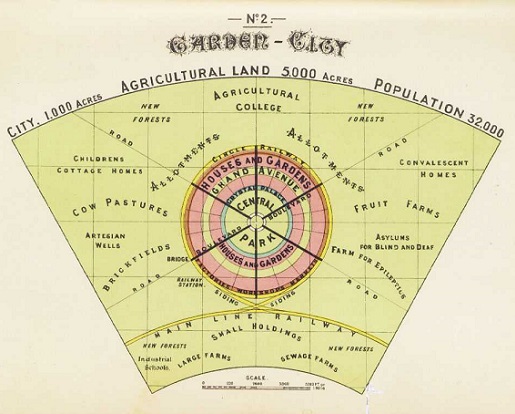 Nº 2.
GARDEN-CITY
CITY. 1,000 ACRES AGRICULTURAL LAND 5,000 ACRES POPULATION 32,000
AGRICULTURAL
COLLEGE
NEW
FORESTS
NEW
FORESTS
ROAD
ALLOTMENTS
ALLOTMENTS
ROAD
CIRCLE RAILWAY
CHILDRENS
COTTAGE HOMES
CONVALESCENT
HOMES
HOUSES AND GARDENS
GRAND AVENUE
CRYSTAL PALACE
CENTRAL
PARK
BOULEVARD
BOULEVARD
HOUSES AND GARDENS
COW PASTURES
FRUIT FARMS
ARTEGIAN
WELLS
ASYLUMS
FOR BLIND AND DEAF
BRICKFIELDS
FARM FOR EPILEPTICS
BRIDGE
ROAD
ROAD
RAILWAY
STATION.
FACTORIES WORKSHOPS MARKETS
SIDING
SIDING
MAIN LINE RAILWAY
SMALL HOLDINGS
NEW FORESTS
NEW FORESTS
Industrial
Schools.
LARGE FARMS
SEWAGE FARMS
SCALE.